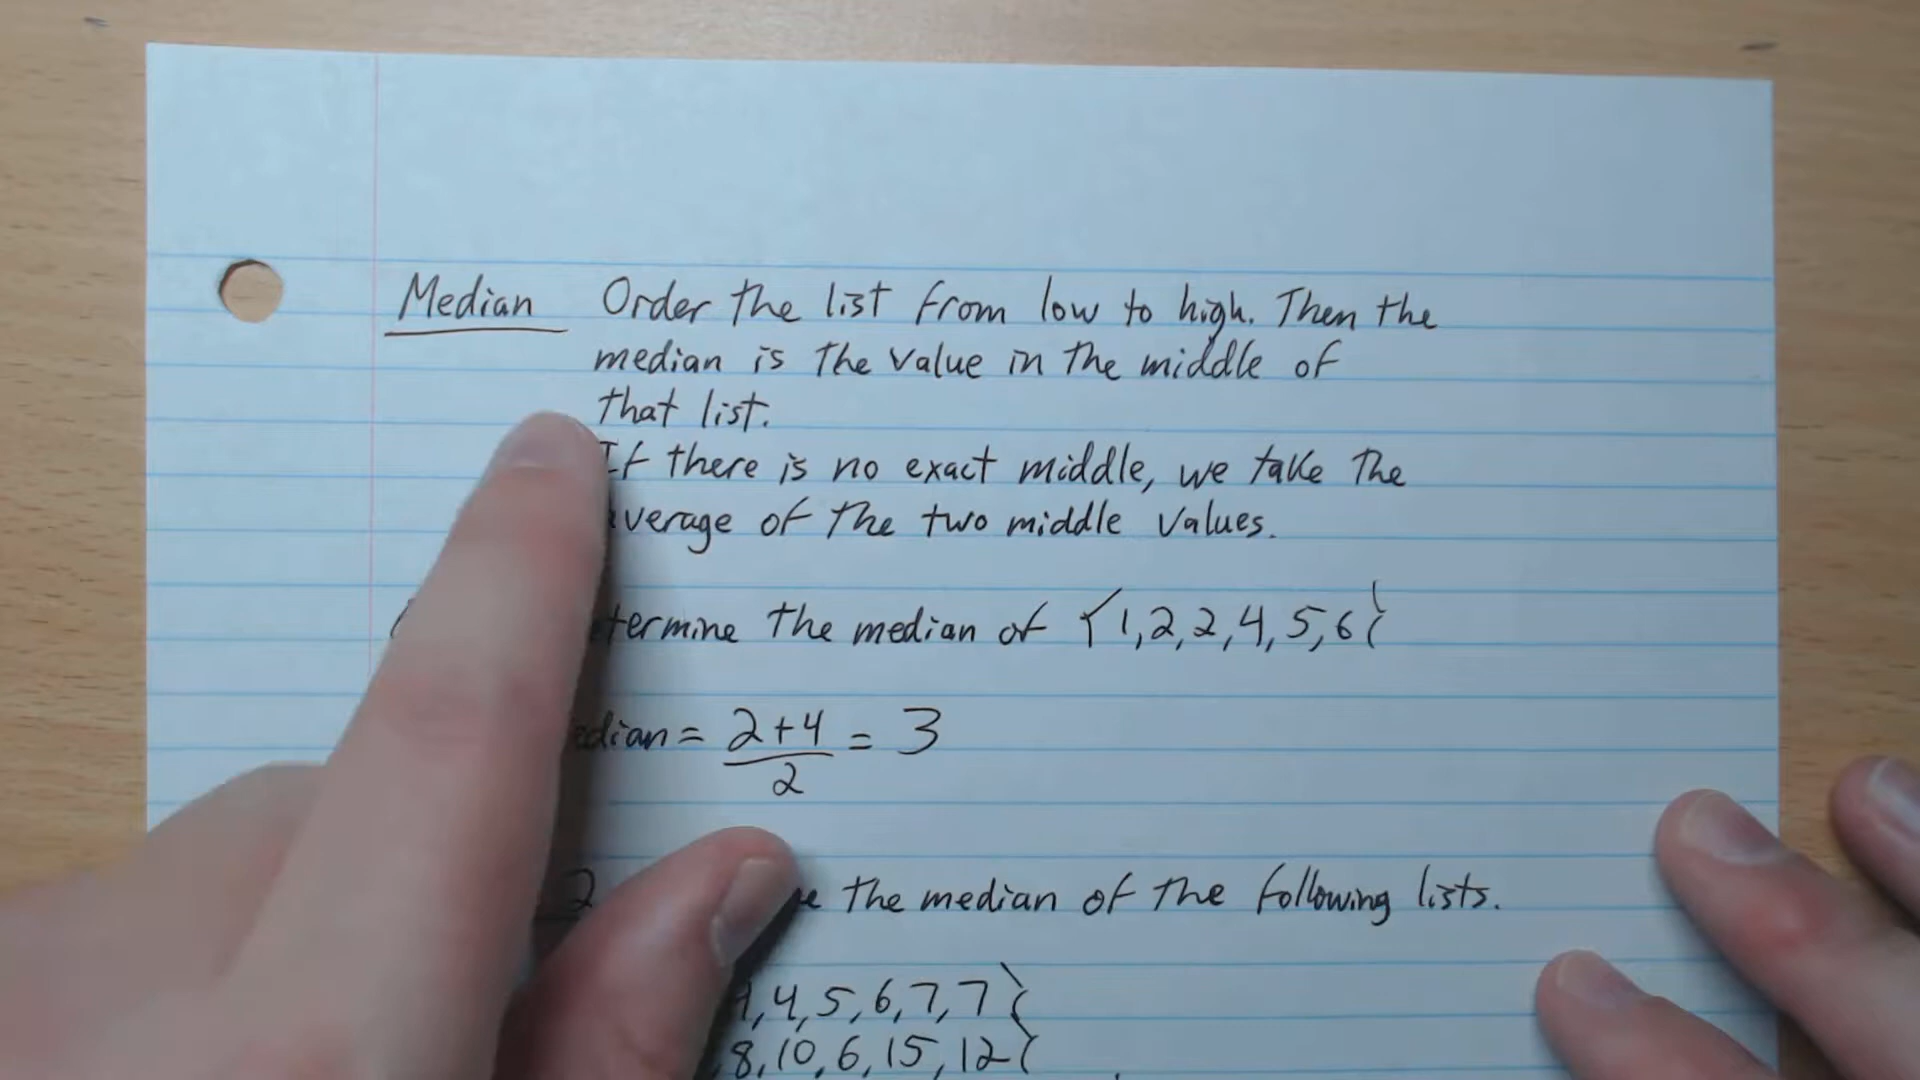 Median Order the list from low to high. Then the
median is the value in the middle of
that list.
If there is no exact middle, we take the
average of the two middle values.
the median of {1,2,2,4,5,6}
= 2+4 = 3
2
2 the median of the following lists.
,4,5,6,7,7}
8,10,6,15,12}